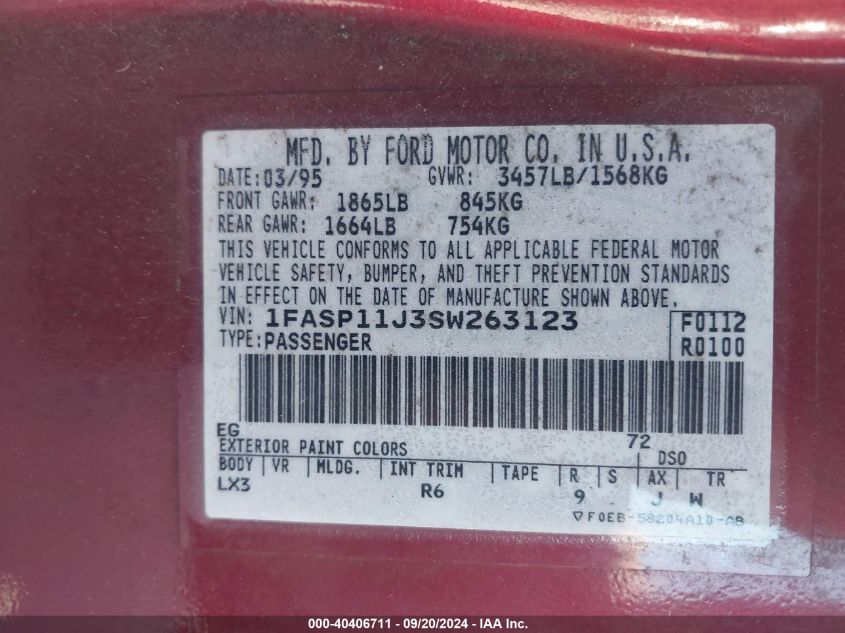 MFD. BY FORD MOTOR CO. IN U.S.A.
DATE: 03/95 GVWR: 3457LB/1568KG
FRONT GAWR: 1865LB 845KG
REAR GAWR: 1664LB 754KG
THIS VEHICLE CONFORMS TO ALL APPLICABLE FEDERAL MOTOR
VEHICLE SAFETY, BUMPER, AND THEFT PREVENTION STANDARDS
IN EFFECT ON THE DATE OF MANUFACTURE SHOWN ABOVE.
VIN: 1FASP11J3SW263123 F0112
TYPE: PASSENGER R0100
EG 72
EXTERIOR PAINT COLORS DSO
BODY VR MLDG. INT TRIM TAPE R S AX TR
LX3 R6 9 J W
▽F0EB-58204A10-AB
000-40406711 - 09/20/2024 - IAA Inc.